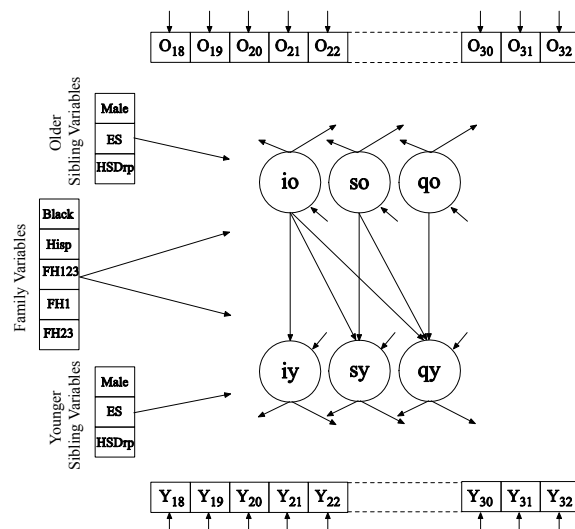 O18 O19 O20 O21 O22 O30 O31 O32
Older
Sibling Variables
Male
ES
HSDrp
io so qo
Family Variables
Black
Hisp
FH123
FH1
FH23
iy sy qy
Younger
Sibling Variables
Male
ES
HSDrp
Y18 Y19 Y20 Y21 Y22 Y30 Y31 Y32